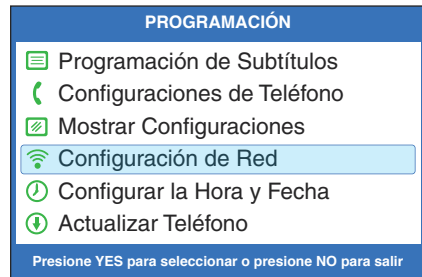 PROGRAMACIÓN
Programación de Subtítulos
Configuraciones de Teléfono
Mostrar Configuraciones
Configuración de Red
Configurar la Hora y Fecha
Actualizar Teléfono
Presione YES para seleccionar o presione NO para salir